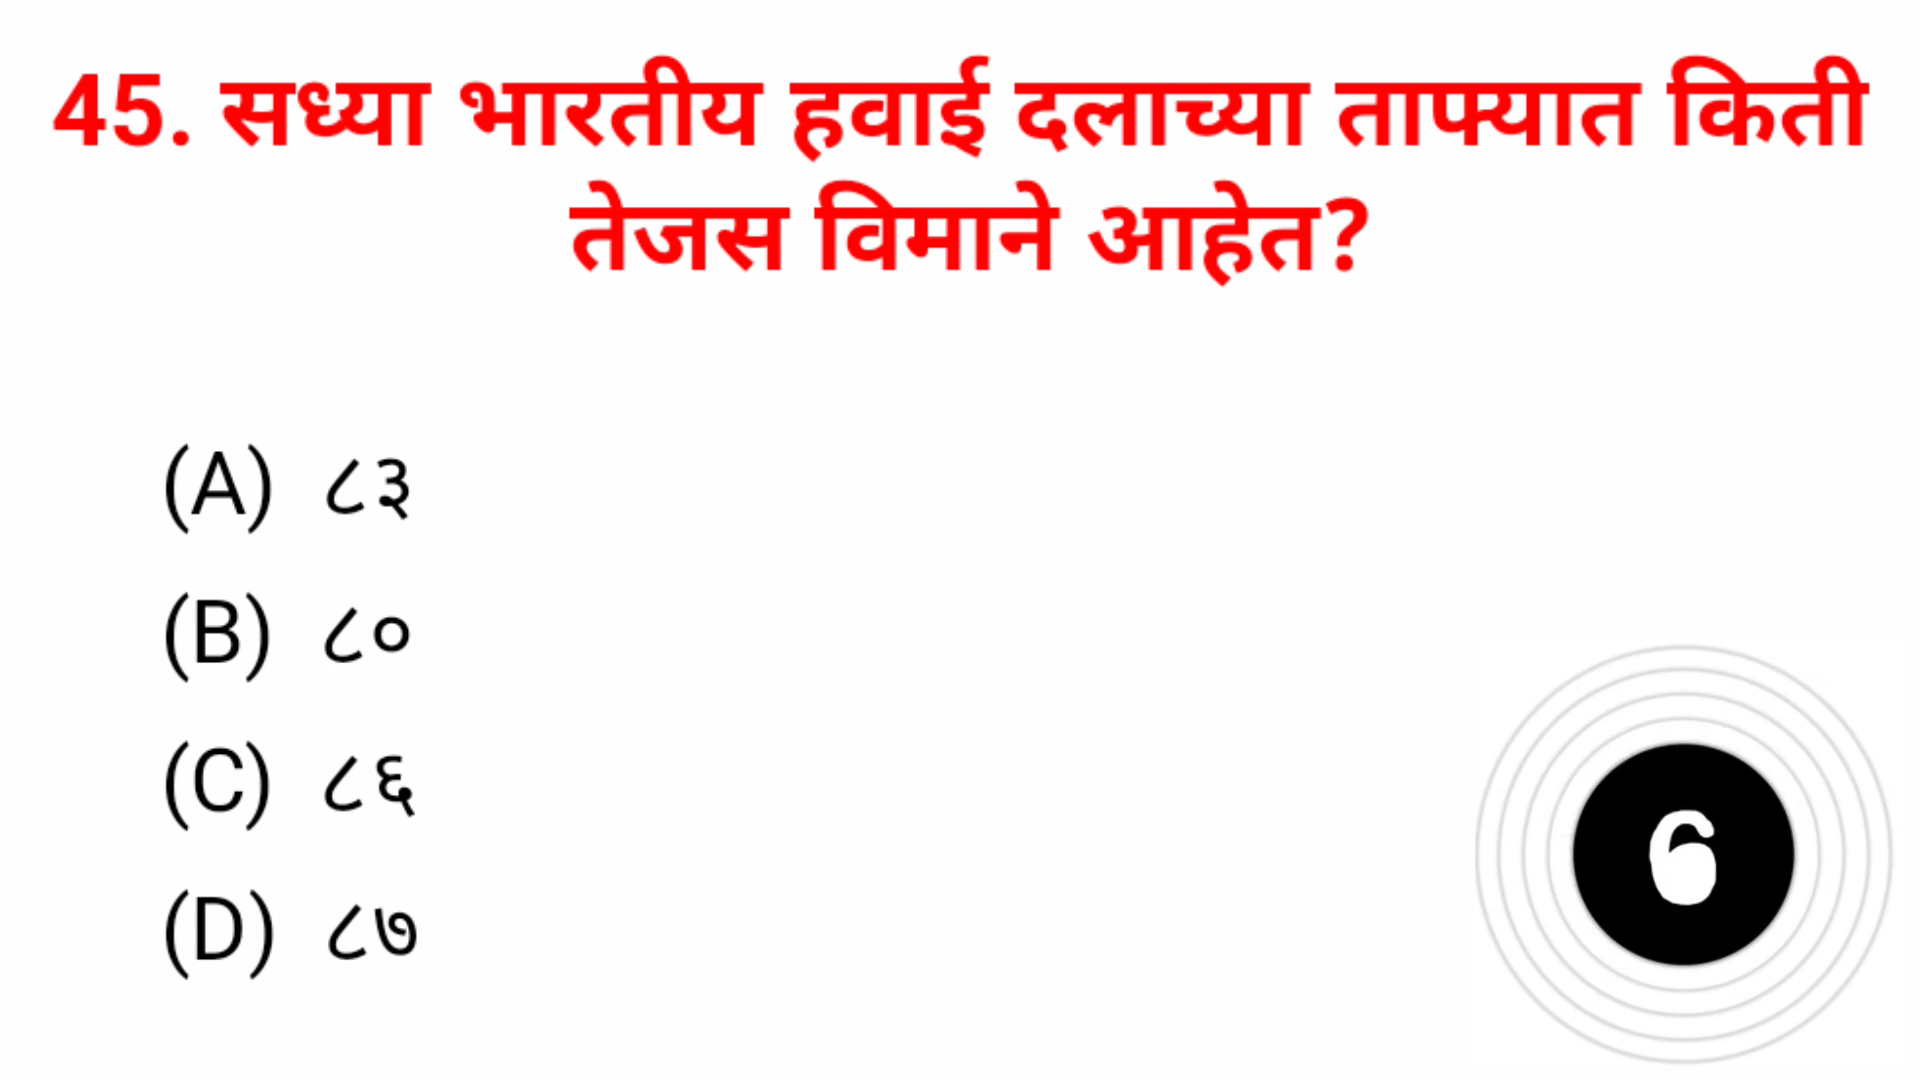 45. सध्या भारतीय हवाई दलाच्या ताफ्यात किती
तेजस विमाने आहेत?
(A) ८३
(B) ८०
(C) ८६
(D) ८७
6